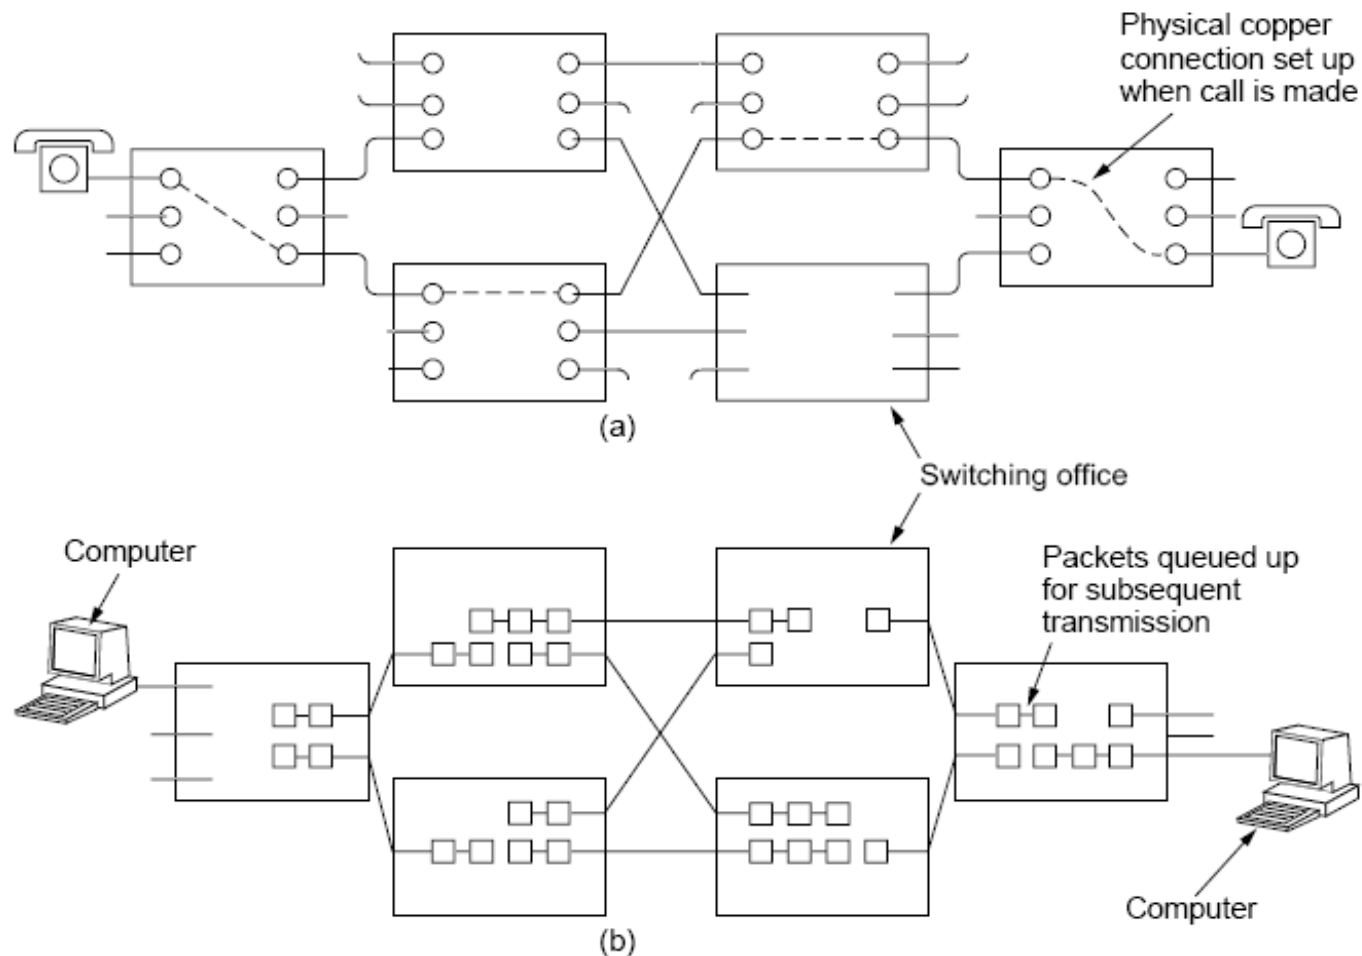 Physical copper
connection set up
when call is made
(a)
Switching office
Computer
Packets queued up
for subsequent
transmission
Computer
(b)